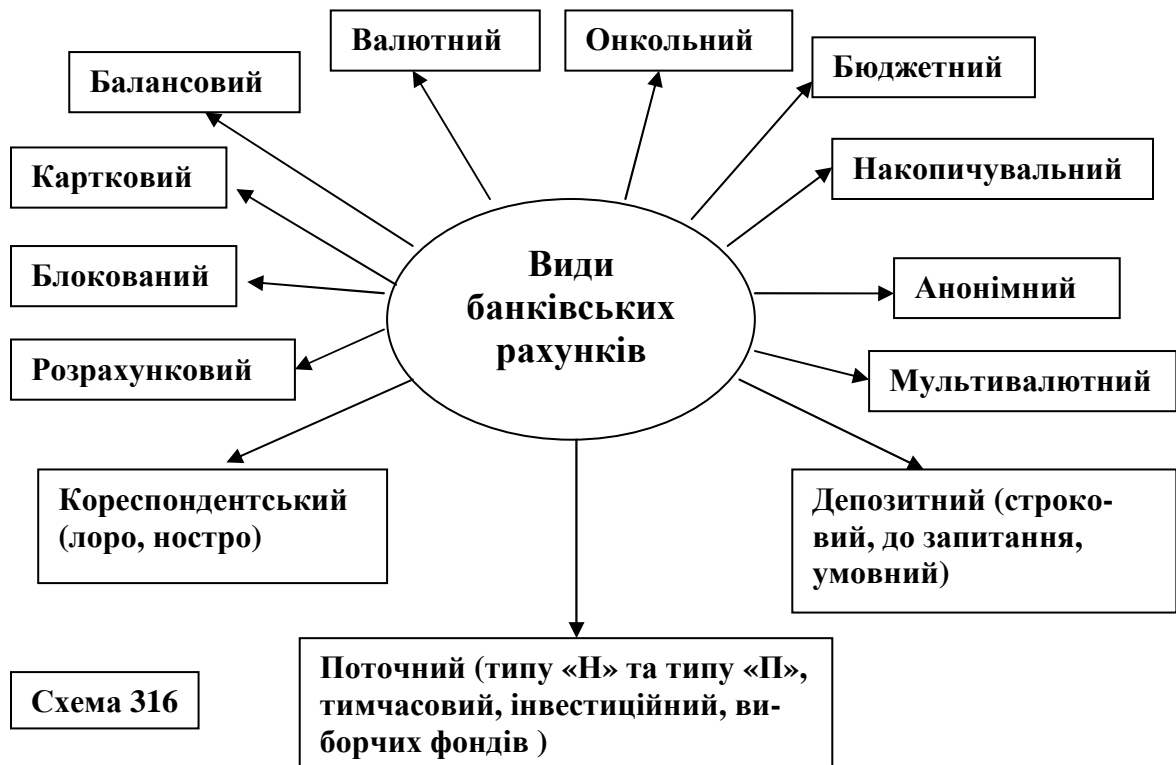 Валютний
Онкольний
Бюджетний
Балансовий
Картковий
Накопичувальний
Види
банківських
рахунків
Блокований
Анонімний
Розрахунковий
Мультивалютний
Кореспондентський
(лоро, ностро)
Депозитний (строко-
вий, до запитання,
умовний)
Поточний (типу «Н» та типу «П»,
тимчасовий, інвестиційний, ви-
борчих фондів )
Схема 316